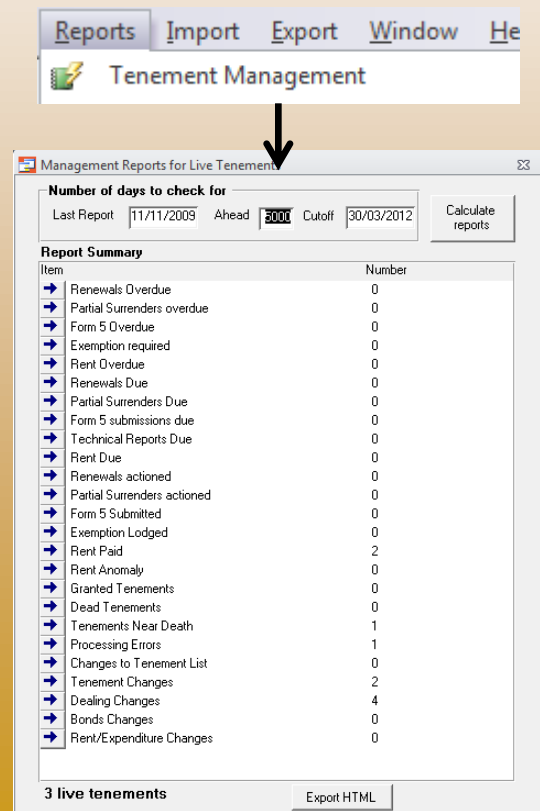 Reports Import Export Window He
Tenement Management
Management Reports for Live Tenements
Number of days to check for
Last Report 11/11/2009 Ahead 5000 Cutoff 30/03/2012 Calculate reports
Report Summary
Item Number
Renewals Overdue 0
Partial Surrenders overdue 0
Form 5 Overdue 0
Exemption required 0
Rent Overdue 0
Renewals Due 0
Partial Surrenders Due 0
Form 5 submissions due 0
Technical Reports Due 0
Rent Due 0
Renewals actioned 0
Partial Surrenders actioned 0
Form 5 Submitted 0
Exemption Lodged 0
Rent Paid 2
Rent Anomaly 0
Granted Tenements 0
Dead Tenements 0
Tenements Near Death 1
Processing Errors 1
Changes to Tenement List 0
Tenement Changes 2
Dealing Changes 4
Bonds Changes 0
Rent/Expenditure Changes 0
3 live tenements Export HTML